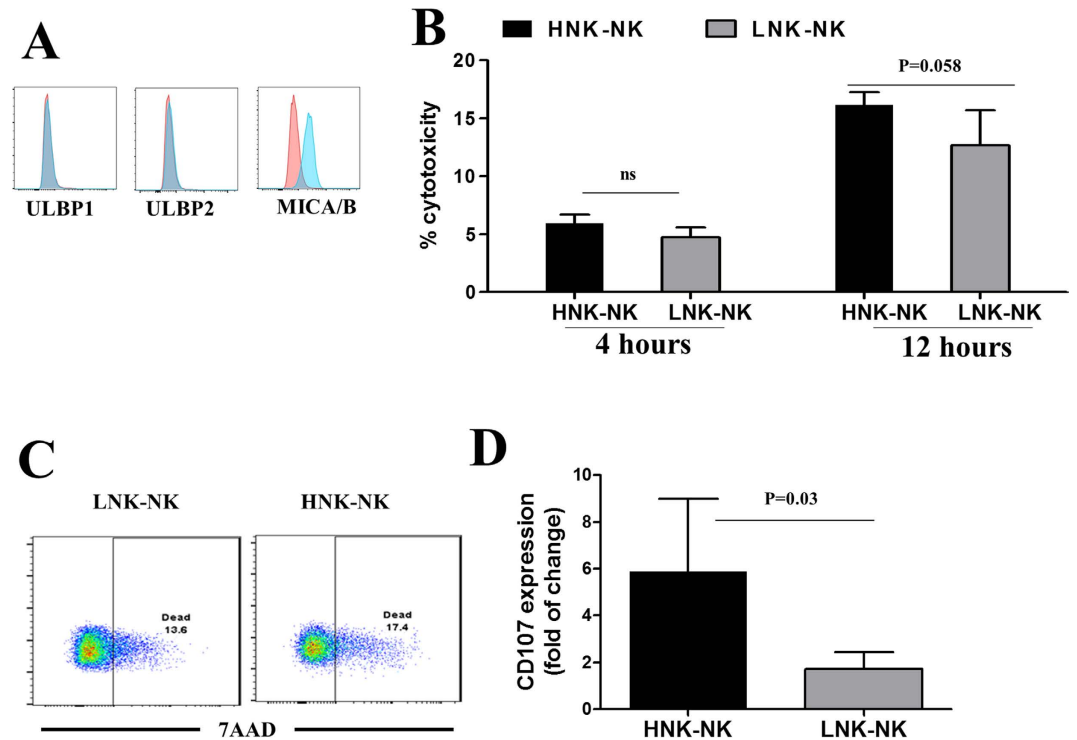 A
ULBP1
ULBP2
MICA/B
B
HNK-NK
LNK-NK
% cytotoxicity
20
15
10
5
0
ns
P=0.058
HNK-NK
LNK-NK
HNK-NK
LNK-NK
4 hours
12 hours
C
LNK-NK
HNK-NK
Dead
13.6
Dead
17.4
7AAD
D
CD107 expression
(fold of change)
10
8
6
4
2
0
P=0.03
HNK-NK
LNK-NK